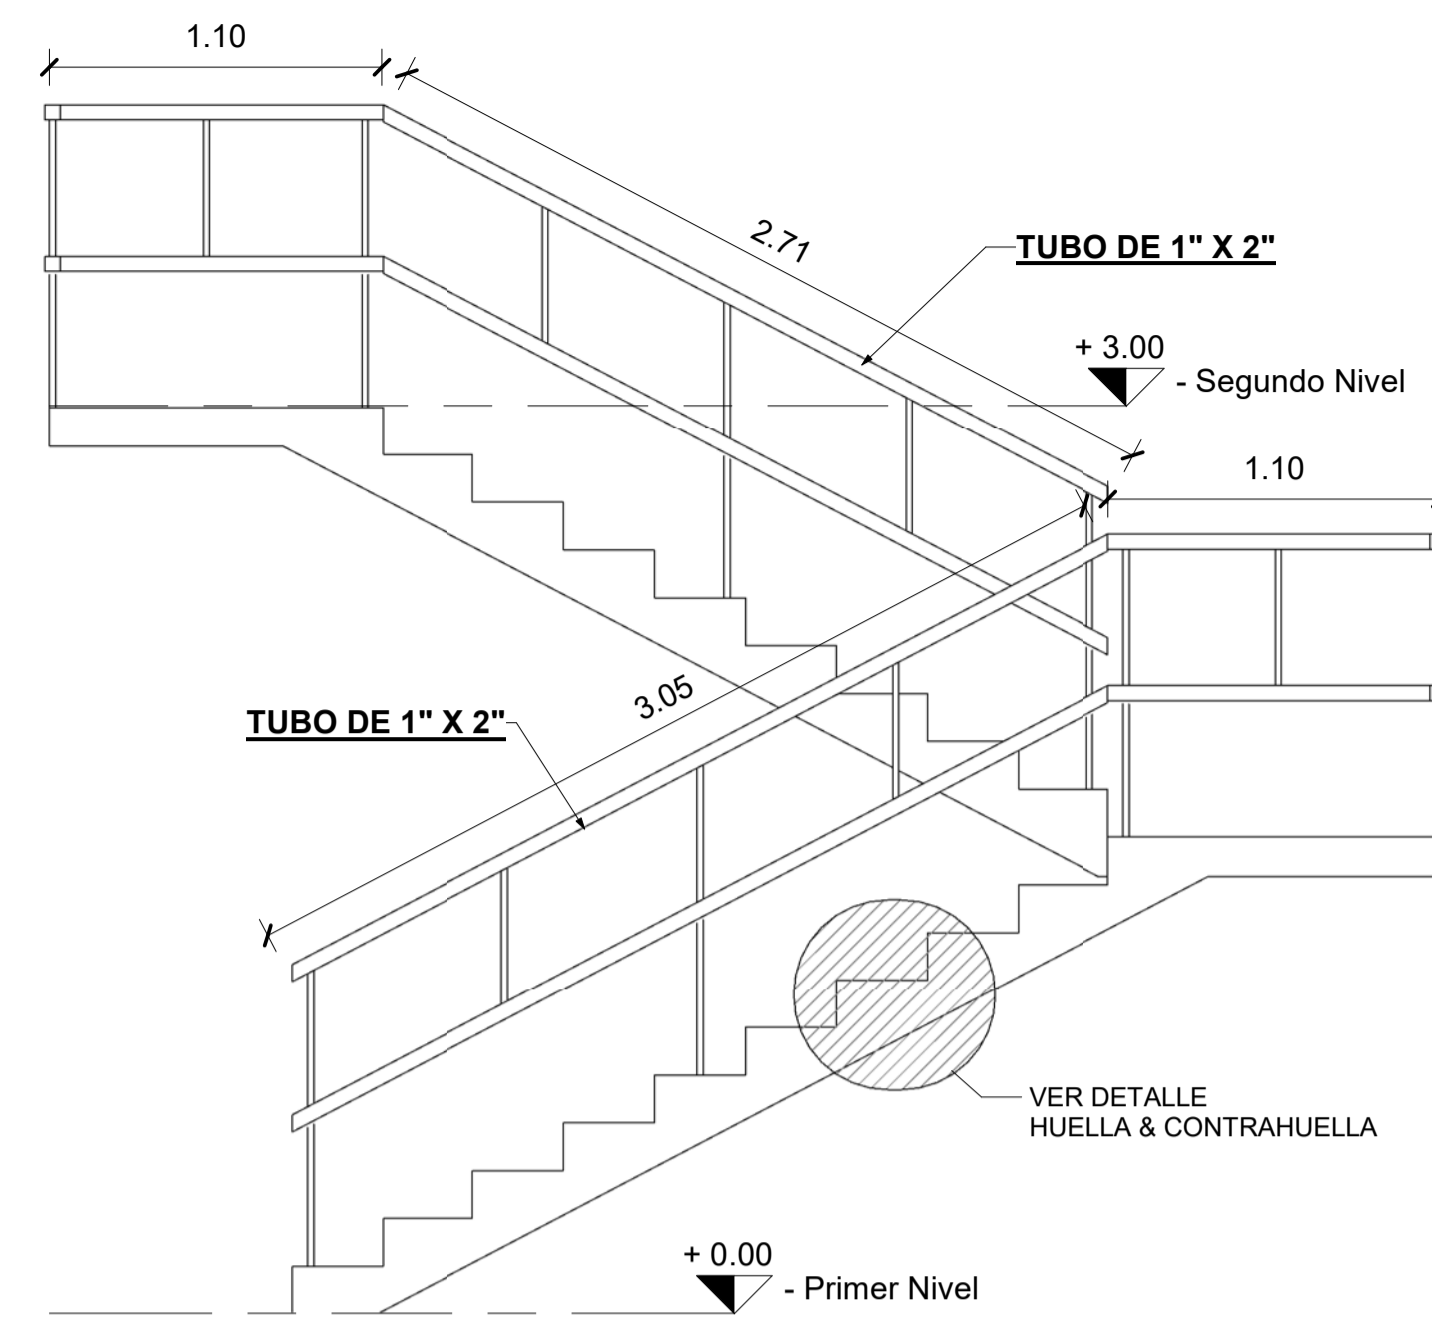 1.10
2.71
TUBO DE 1" X 2"
+ 3.00
- Segundo Nivel
1.10
3.05
TUBO DE 1" X 2"
VER DETALLE
HUELLA & CONTRAHUELLA
+ 0.00
- Primer Nivel